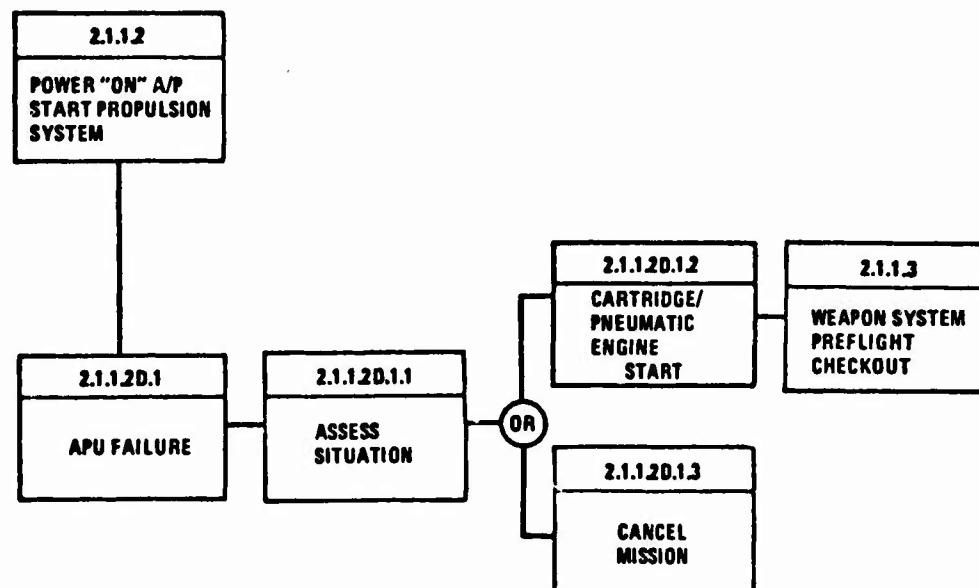 2.1.1.2
POWER "ON" A/P
START PROPULSION
SYSTEM
2.1.1.2D.1
APU FAILURE
2.1.1.2D.1.1
ASSESS
SITUATION
OR
2.1.1.2D.1.2
CARTRIDGE/
PNEUMATIC
ENGINE
START
2.1.1.3
WEAPON SYSTEM
PREFLIGHT
CHECKOUT
2.1.1.2D.1.3
CANCEL
MISSION